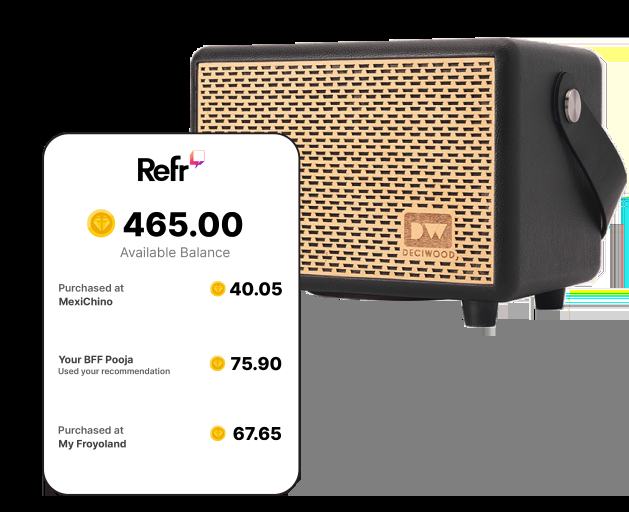 Refr
465.00
Available Balance
Purchased at
MexiChino
40.05
Your BFF Pooja
Used your recommendation
75.90
Purchased at
My Froyoland
67.65
DW
DECIWOOD